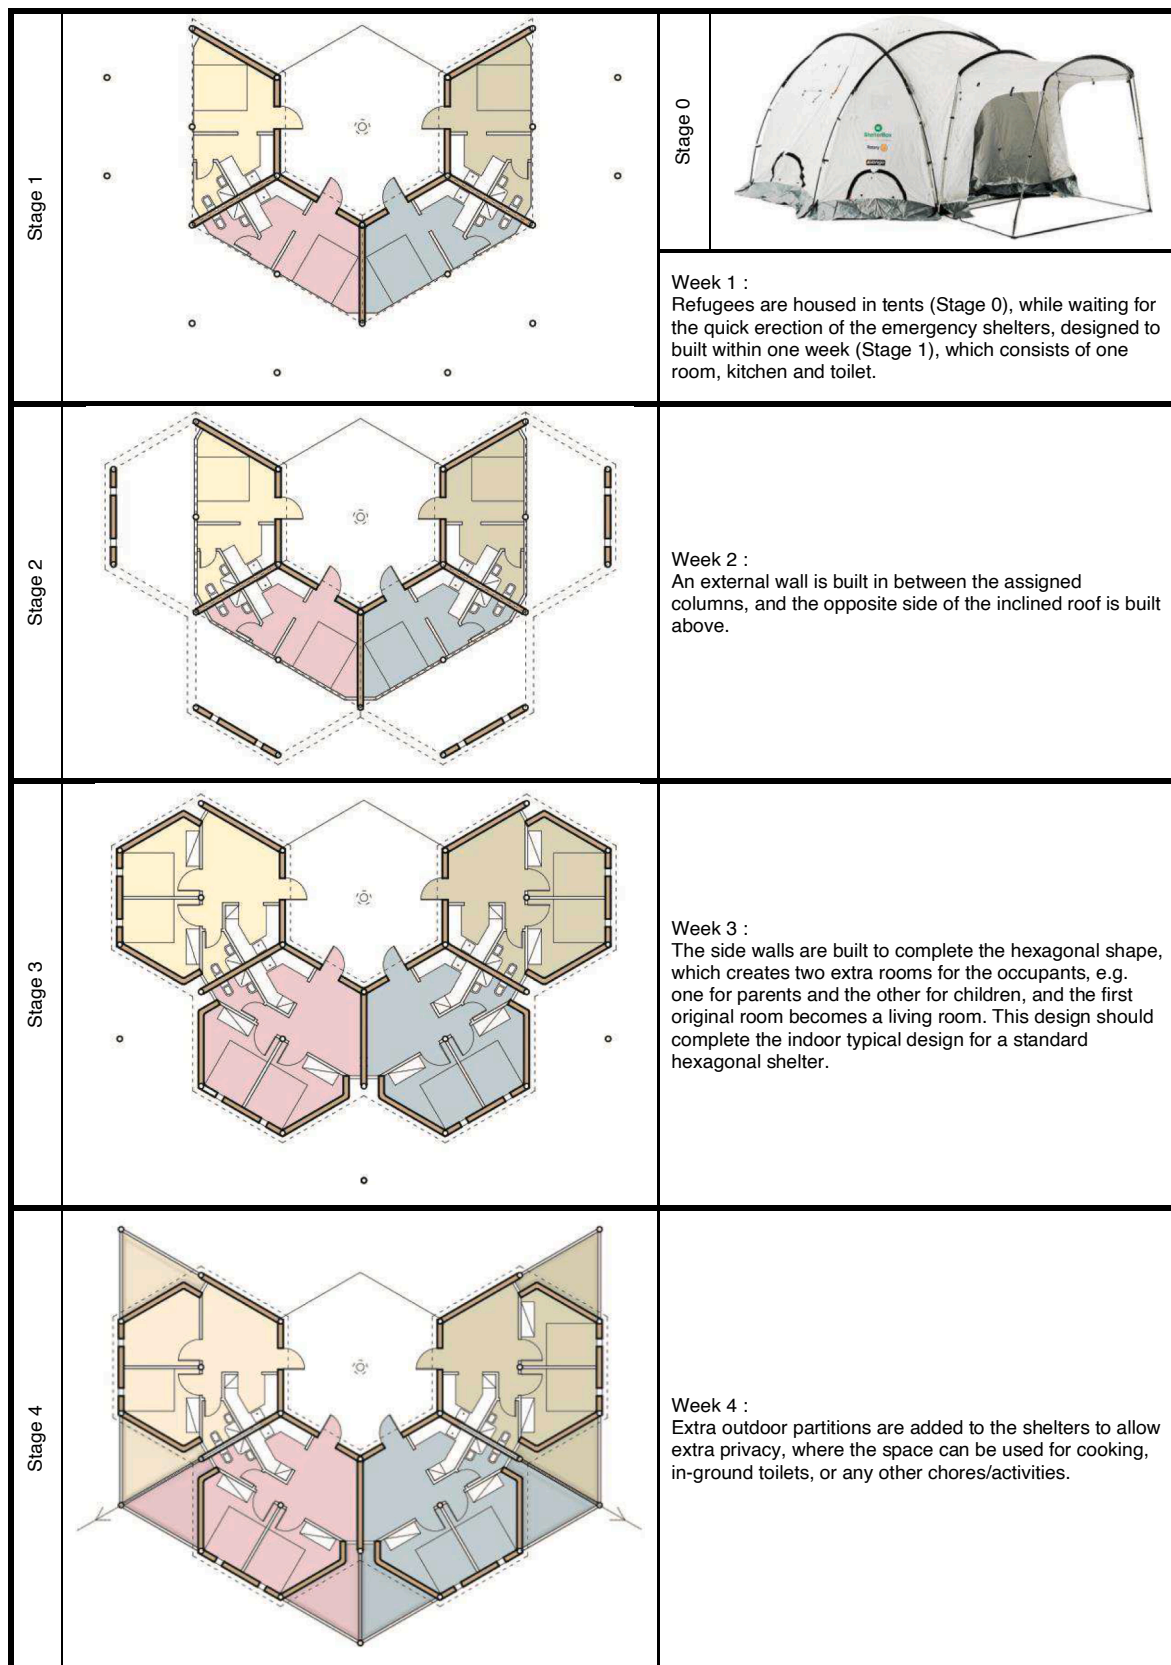 Stage 1
Stage 0
ShelterBox
Rotary
Week 1 :
Refugees are housed in tents (Stage 0), while waiting for
the quick erection of the emergency shelters, designed to
built within one week (Stage 1), which consists of one
room, kitchen and toilet.
Stage 2
Week 2 :
An external wall is built in between the assigned
columns, and the opposite side of the inclined roof is built
above.
Stage 3
Week 3 :
The side walls are built to complete the hexagonal shape,
which creates two extra rooms for the occupants, e.g.
one for parents and the other for children, and the first
original room becomes a living room. This design should
complete the indoor typical design for a standard
hexagonal shelter.
Stage 4
Week 4 :
Extra outdoor partitions are added to the shelters to allow
extra privacy, where the space can be used for cooking,
in-ground toilets, or any other chores/activities.